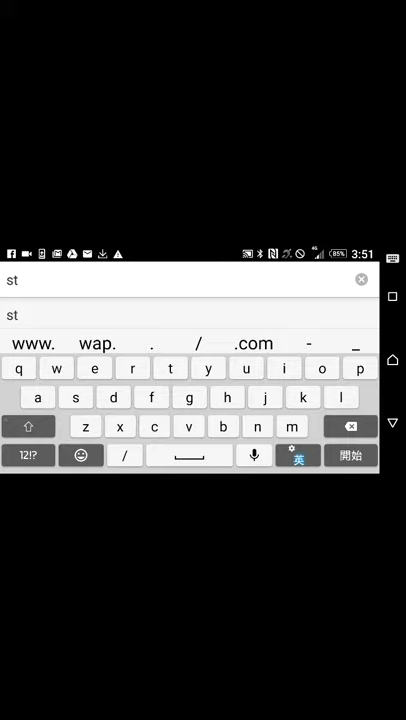 85% 3:51
st
st
www. wap. . / .com - _
q w e r t y u i o p
a s d f g h j k l
z x c v b n m
12!? / 英 開始